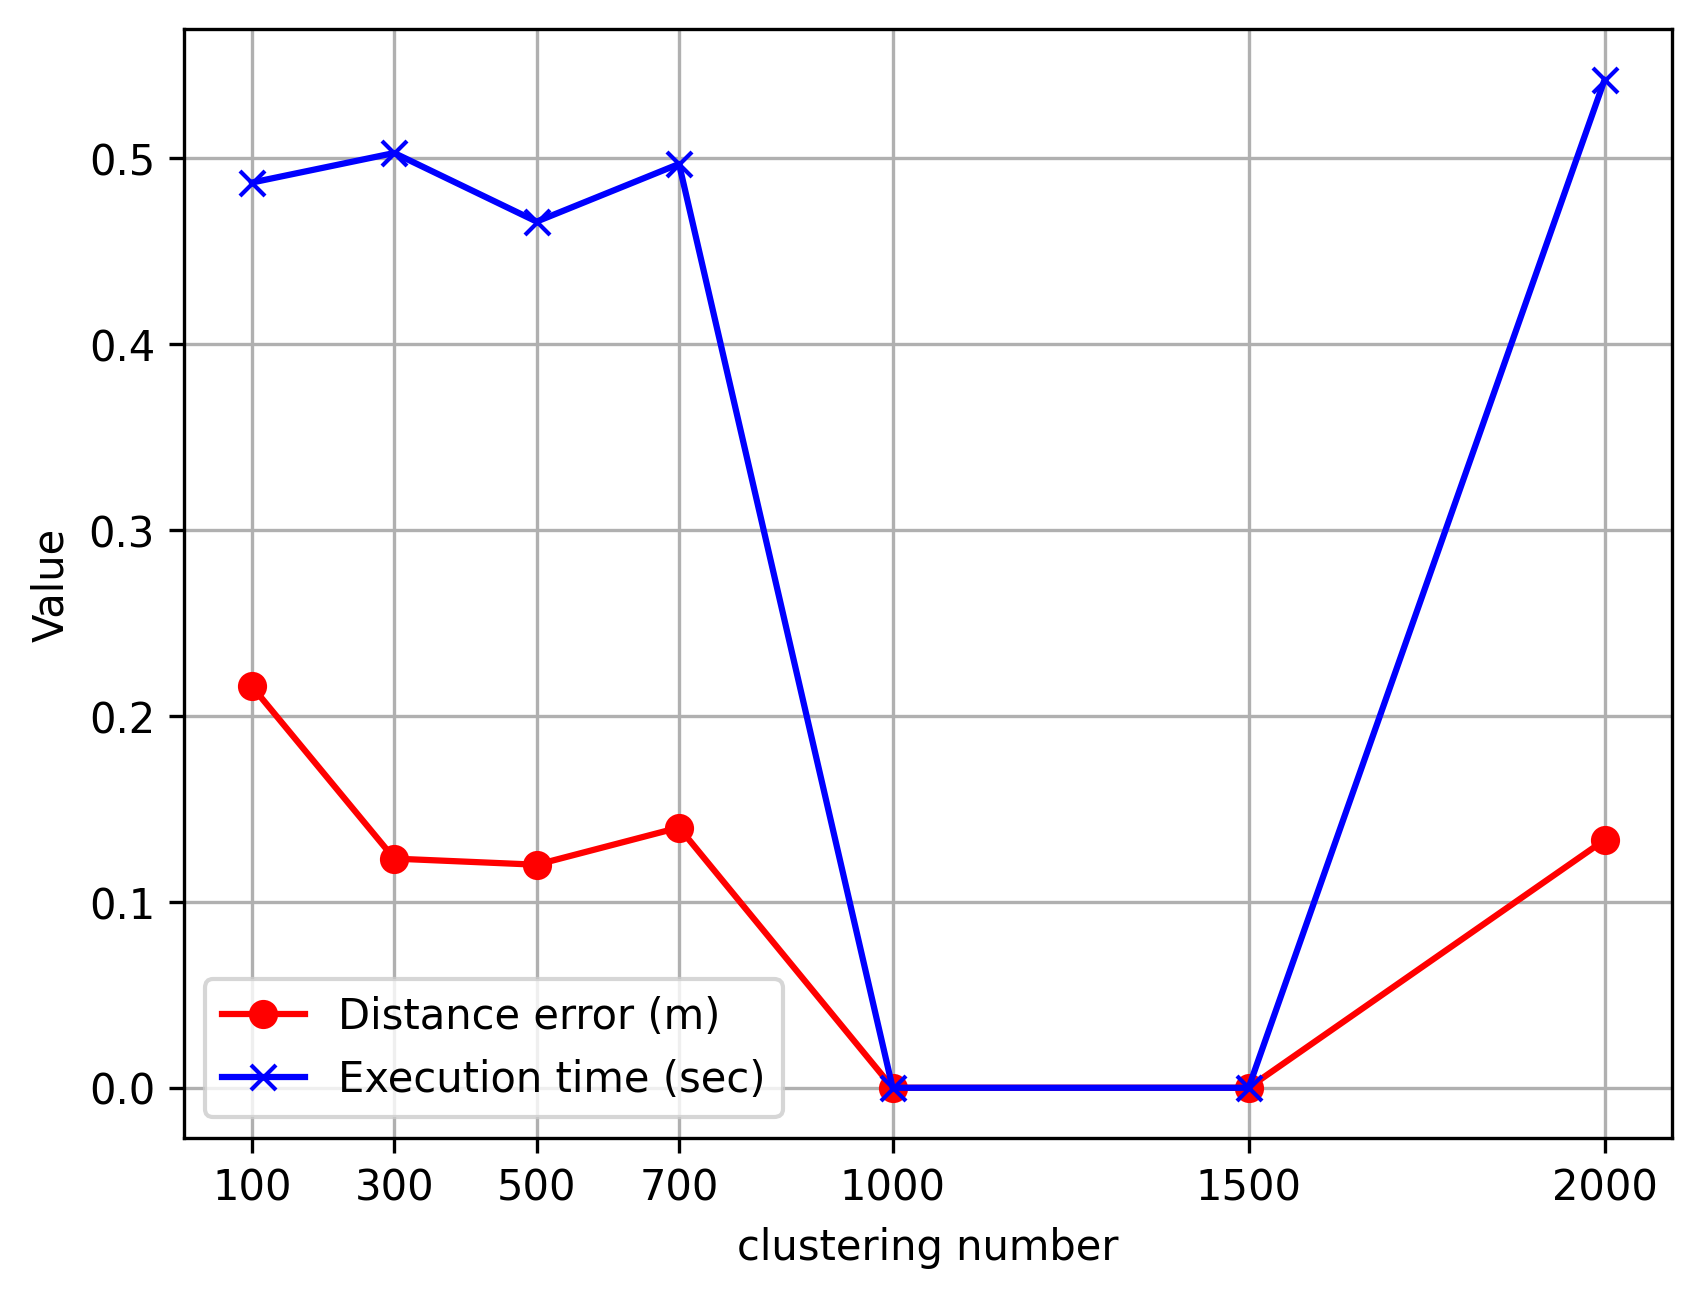 0.5
0.4
0.3
0.2
0.1
0.0
Value
Distance error (m)
Execution time (sec)
100 300 500 700 1000 1500 2000
clustering number